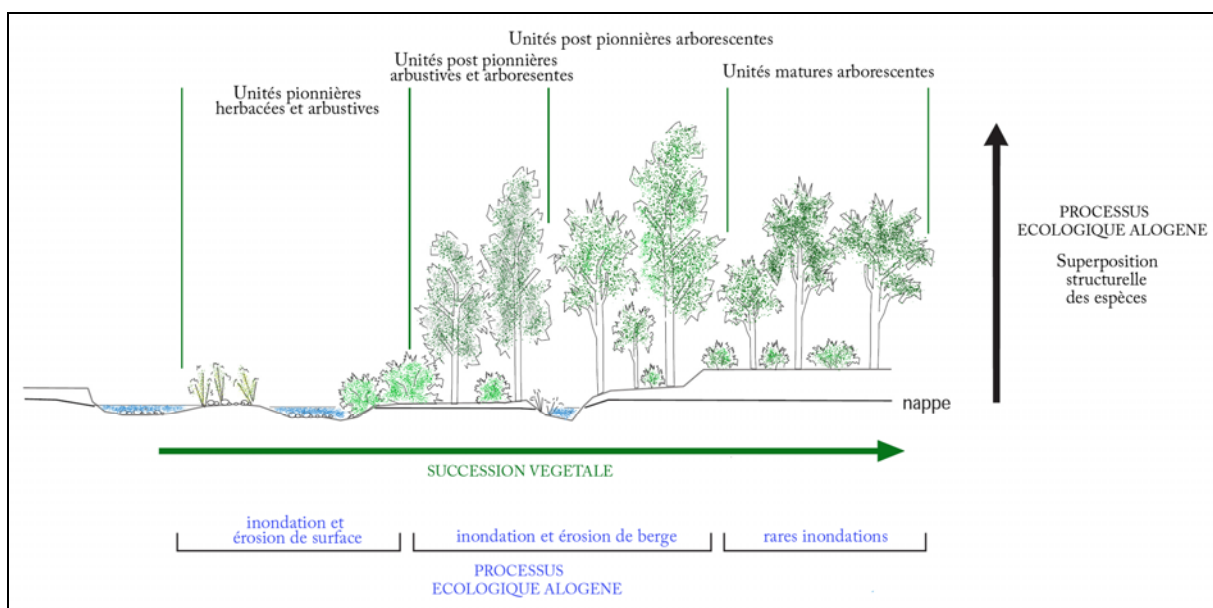 Unités post pionnières arborescentes
Unités post pionnières
arbustives et arboresentes
Unités matures arborescentes
Unités pionnières
herbacées et arbustives
PROCESSUS
ECOLOGIQUE ALOGENE
Superposition
structurelle
des espèces
nappe
SUCCESSION VEGETALE
inondation et
érosion de surface
inondation et érosion de berge
rares inondations
PROCESSUS
ECOLOGIQUE ALOGENE